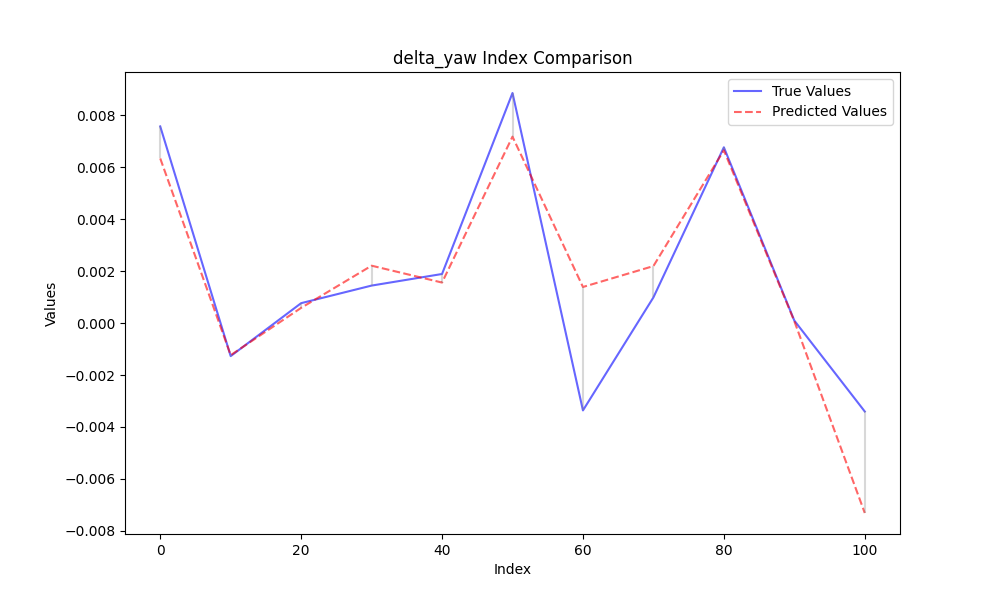 delta_yaw Index Comparison
True Values
Predicted Values
0.008
0.006
0.004
0.002
0.000
−0.002
−0.004
−0.006
−0.008
Values
0 20 40 60 80 100
Index